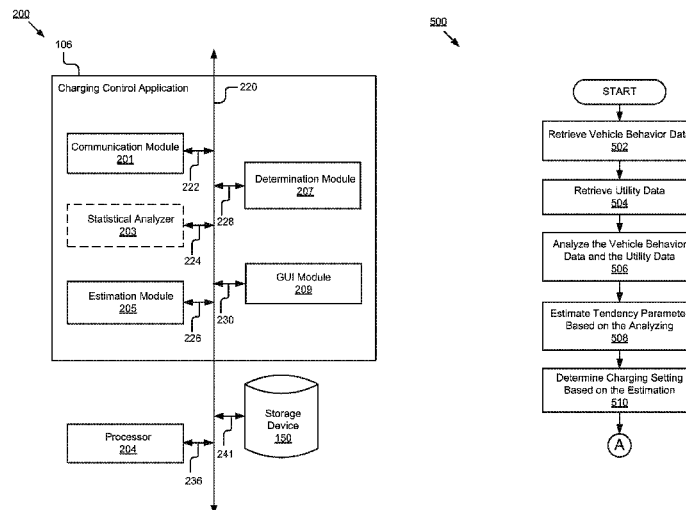 200
106
Charging Control Application
220
Communication Module
201
222
Determination Module
207
228
Statistical Analyzer
203
224
GUI Module
209
230
Estimation Module
205
226
Storage
Device
150
241
Processor
204
236
500
START
Retrieve Vehicle Behavior Data
502
Retrieve Utility Data
504
Analyze the Vehicle Behavior
Data and the Utility Data
506
Estimate Tendency Parameter
Based on the Analyzing
508
Determine Charging Setting
Based on the Estimation
510
A